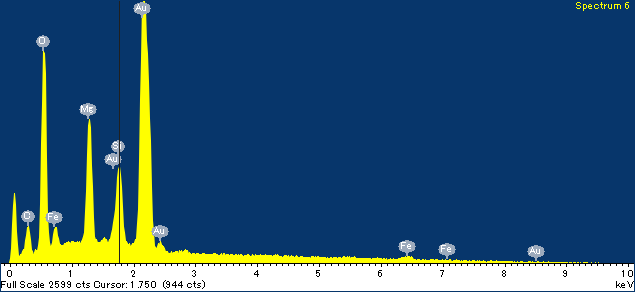 Spectrum 6
Au
O
Mg
Si
Au
C
Fe
Au
Fe
Fe
Au
0 1 2 3 4 5 6 7 8 9 10
Full Scale 2599 cts Cursor: 1.750 (944 cts) keV